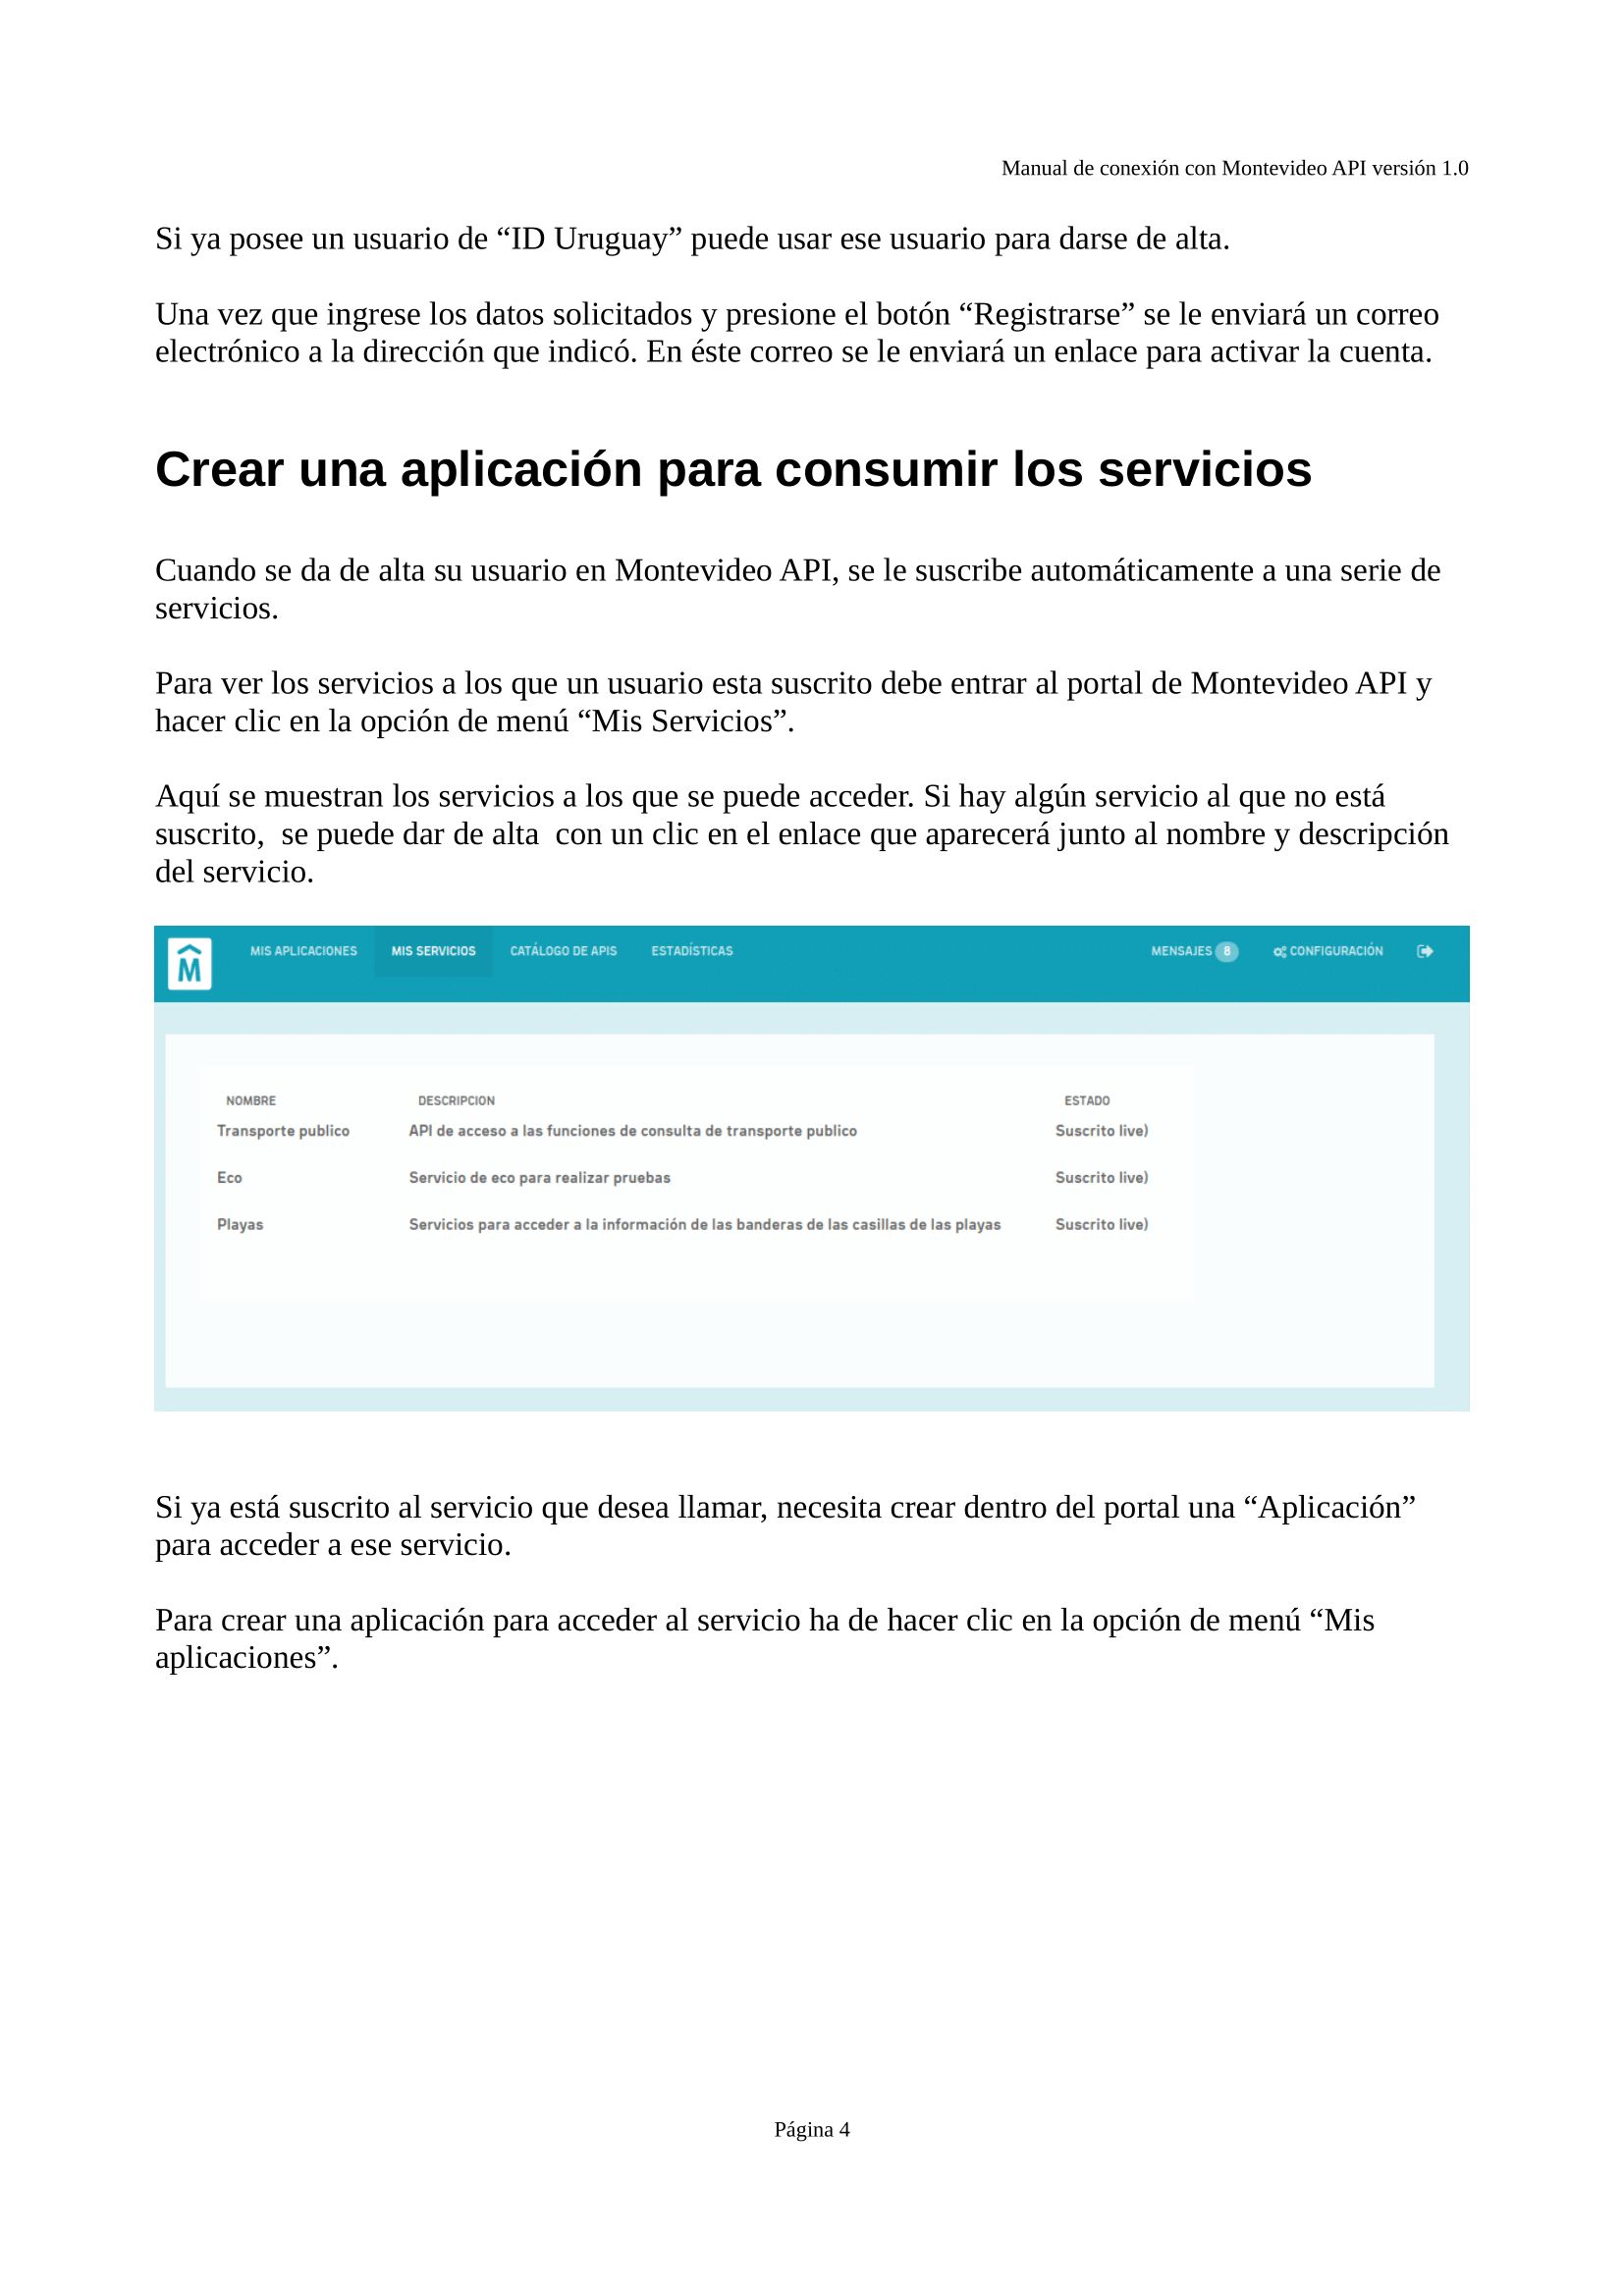 Manual de conexión con Montevideo API versión 1.0
Si ya posee un usuario de “ID Uruguay” puede usar ese usuario para darse de alta.
Una vez que ingrese los datos solicitados y presione el botón “Registrarse” se le enviará un correo
electrónico a la dirección que indicó. En éste correo se le enviará un enlace para activar la cuenta.
Crear una aplicación para consumir los servicios
Cuando se da de alta su usuario en Montevideo API, se le suscribe automáticamente a una serie de
servicios.
Para ver los servicios a los que un usuario esta suscrito debe entrar al portal de Montevideo API y
hacer clic en la opción de menú “Mis Servicios”.
Aquí se muestran los servicios a los que se puede acceder. Si hay algún servicio al que no está
suscrito,  se puede dar de alta  con un clic en el enlace que aparecerá junto al nombre y descripción
del servicio.
M MIS APLICACIONES MIS SERVICIOS CATÁLOGO DE APIS ESTADÍSTICAS MENSAJES 8 CONFIGURACIÓN
NOMBRE DESCRIPCION ESTADO
Transporte publico API de acceso a las funciones de consulta de transporte publico Suscrito live)
Eco Servicio de eco para realizar pruebas Suscrito live)
Playas Servicios para acceder a la información de las banderas de las casillas de las playas Suscrito live)
Si ya está suscrito al servicio que desea llamar, necesita crear dentro del portal una “Aplicación”
para acceder a ese servicio.
Para crear una aplicación para acceder al servicio ha de hacer clic en la opción de menú “Mis
aplicaciones”.
Página 4